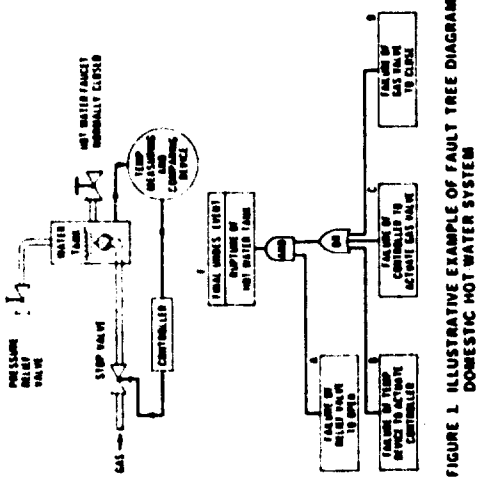 PRESSURE
RELIEF
VALVE
HOT WATER FAUCET
NORMALLY CLOSED
WATER
TANK
STOP VALVE
GAS
TEMP
MEASURING
AND
COMPARING
DEVICE
CONTROLLER
F
FINAL UNDES EVENT
RUPTURE OF
HOT WATER TANK
AND
OR
A
FAILURE OF
RELIEF VALVE
TO OPEN
B
FAILURE OF TEMP
DEVICE TO ACTUATE
CONTROLLER
C
FAILURE OF
CONTROLLER TO
ACTUATE GAS VALVE
D
FAILURE OF
GAS VALVE
TO CLOSE
FIGURE 1 ILLUSTRATIVE EXAMPLE OF FAULT TREE DIAGRAM
DOMESTIC HOT WATER SYSTEM